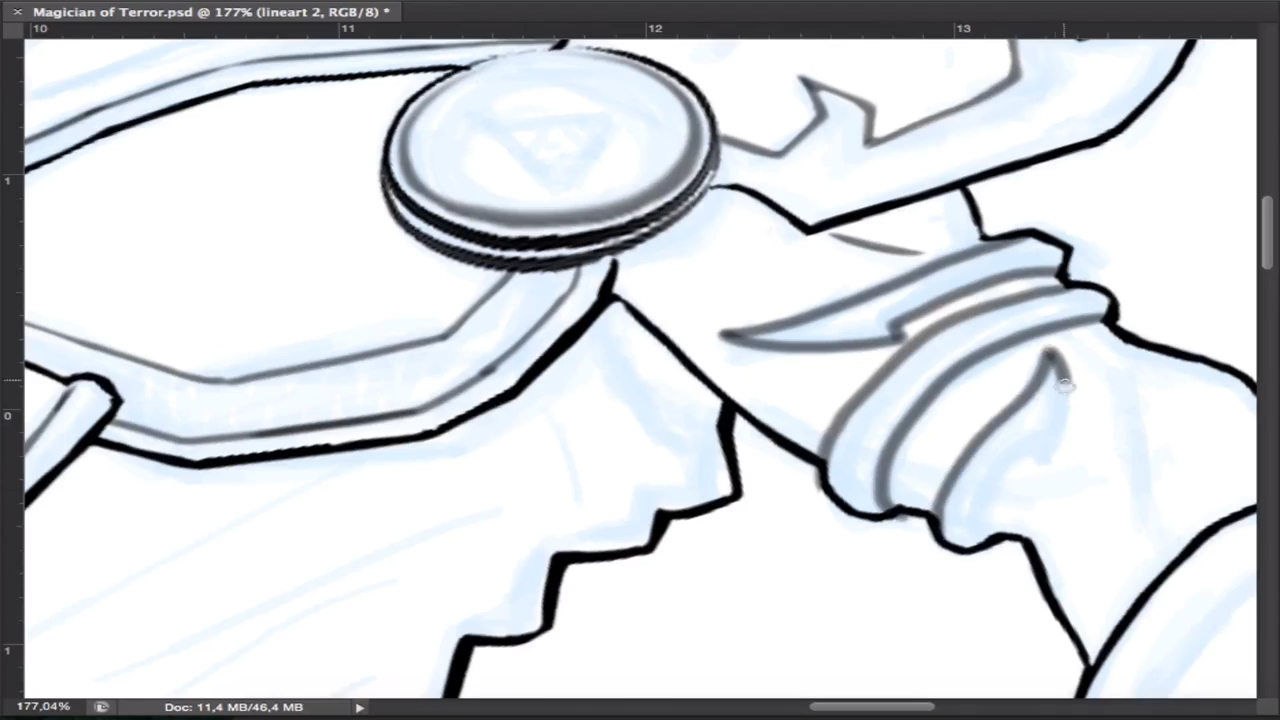 × Magician of Terror.psd @ 177% (lineart 2, RGB/8) *
10 11 12 13
1
0
1
177,04% Doc: 11,4 MB/46,4 MB